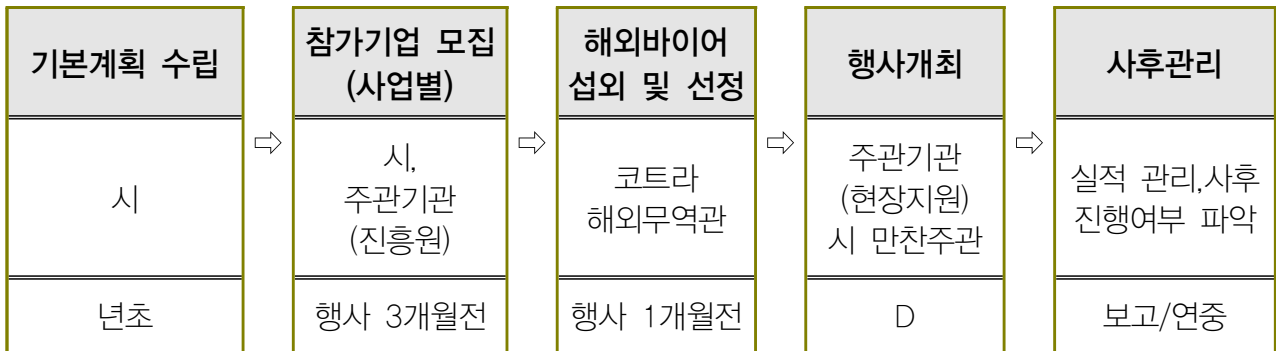 기본계획 수립
시
년초
⇨
참가기업 모집
(사업별)
시,
주관기관
(진흥원)
행사 3개월전
⇨
해외바이어
섭외 및 선정
코트라
해외무역관
행사 1개월전
⇨
행사개최
주관기관
(현장지원)
시 만찬주관
D
⇨
사후관리
실적 관리,사후
진행여부 파악
보고/연중